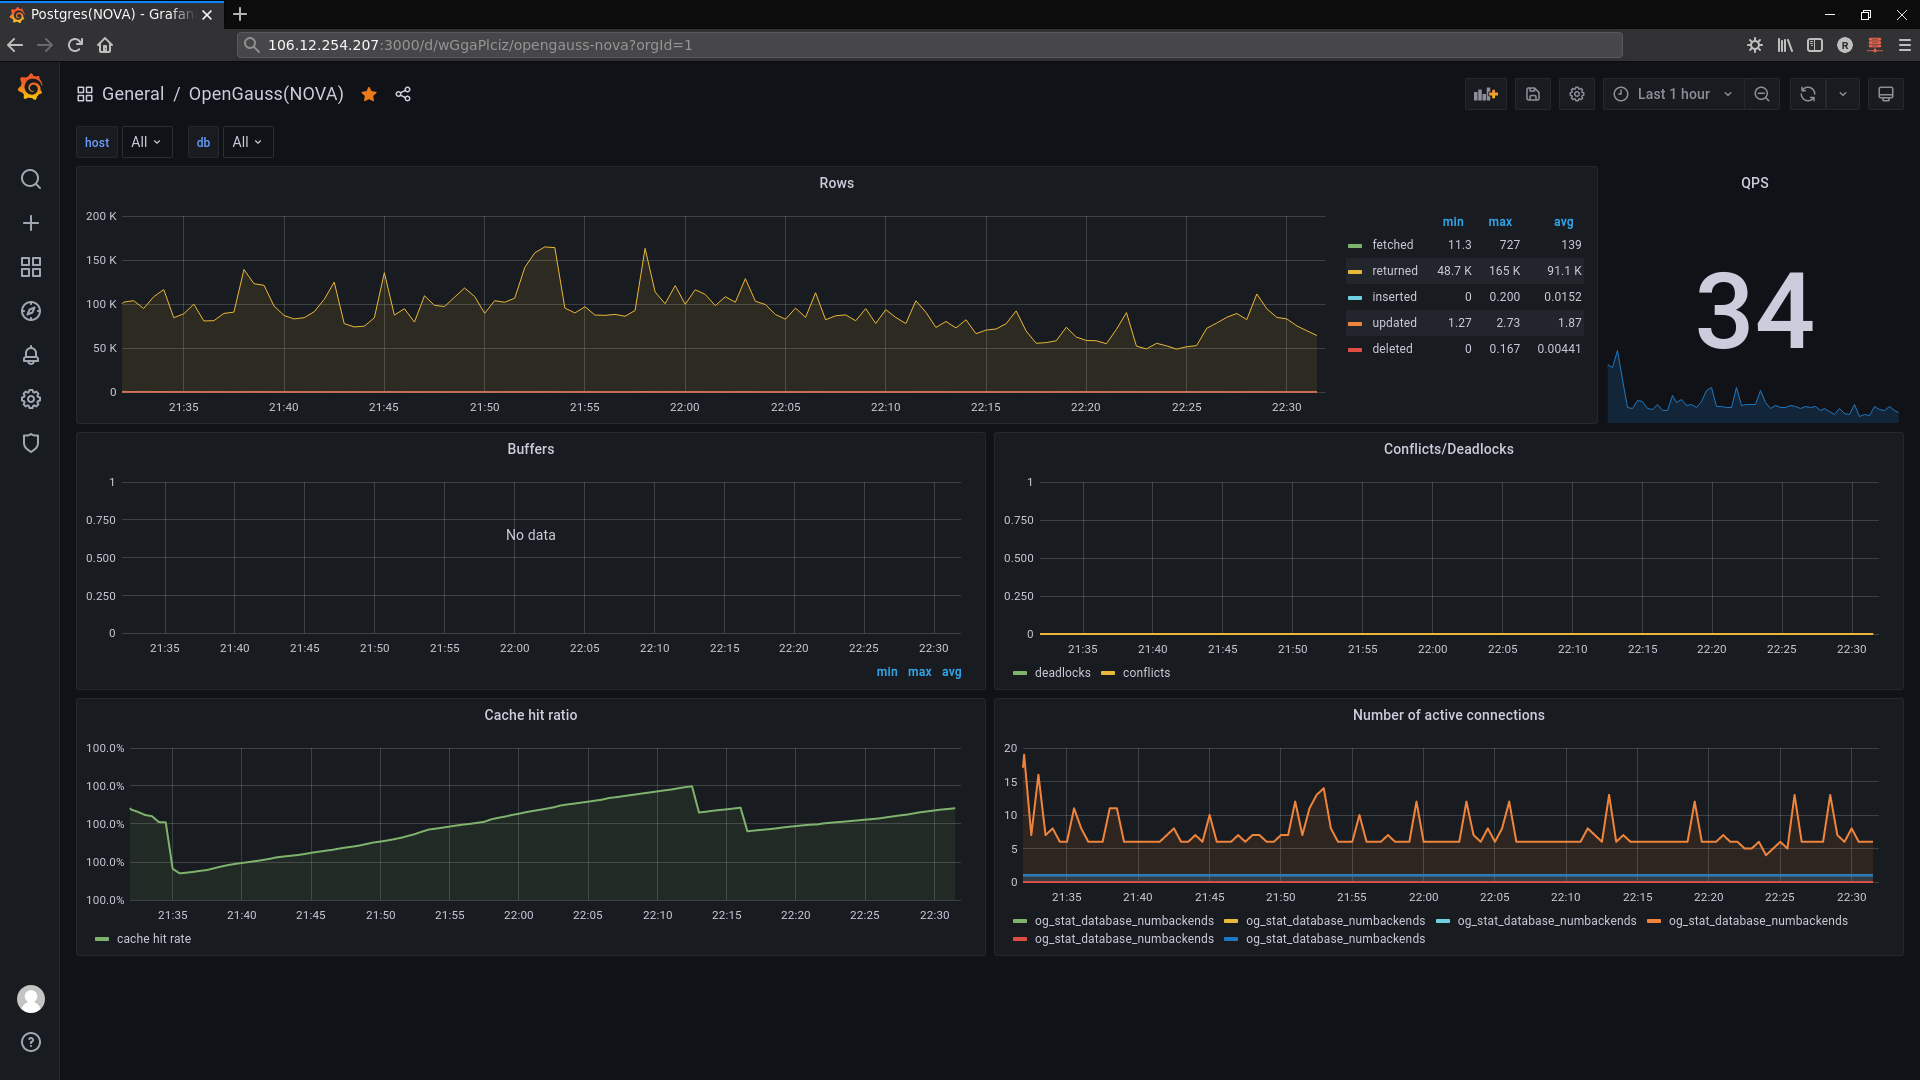 Postgres(NOVA) - Grafan
106.12.254.207:3000/d/wGgaPlciz/opengauss-nova?orgId=1
R
General / OpenGauss(NOVA)
Last 1 hour
host All db All
Rows
200 K
150 K
100 K
50 K
0
21:35 21:40 21:45 21:50 21:55 22:00 22:05 22:10 22:15 22:20 22:25 22:30
min max avg
fetched 11.3 727 139
returned 48.7 K 165 K 91.1 K
inserted 0 0.200 0.0152
updated 1.27 2.73 1.87
deleted 0 0.167 0.00441
QPS
34
Buffers
1
0.750
0.500
0.250
0
No data
21:35 21:40 21:45 21:50 21:55 22:00 22:05 22:10 22:15 22:20 22:25 22:30
min max avg
Conflicts/Deadlocks
1
0.750
0.500
0.250
0
21:35 21:40 21:45 21:50 21:55 22:00 22:05 22:10 22:15 22:20 22:25 22:30
deadlocks conflicts
Cache hit ratio
100.0%
100.0%
100.0%
100.0%
100.0%
21:35 21:40 21:45 21:50 21:55 22:00 22:05 22:10 22:15 22:20 22:25 22:30
cache hit rate
Number of active connections
20
15
10
5
0
21:35 21:40 21:45 21:50 21:55 22:00 22:05 22:10 22:15 22:20 22:25 22:30
og_stat_database_numbackends og_stat_database_numbackends og_stat_database_numbackends og_stat_database_numbackends
og_stat_database_numbackends og_stat_database_numbackends